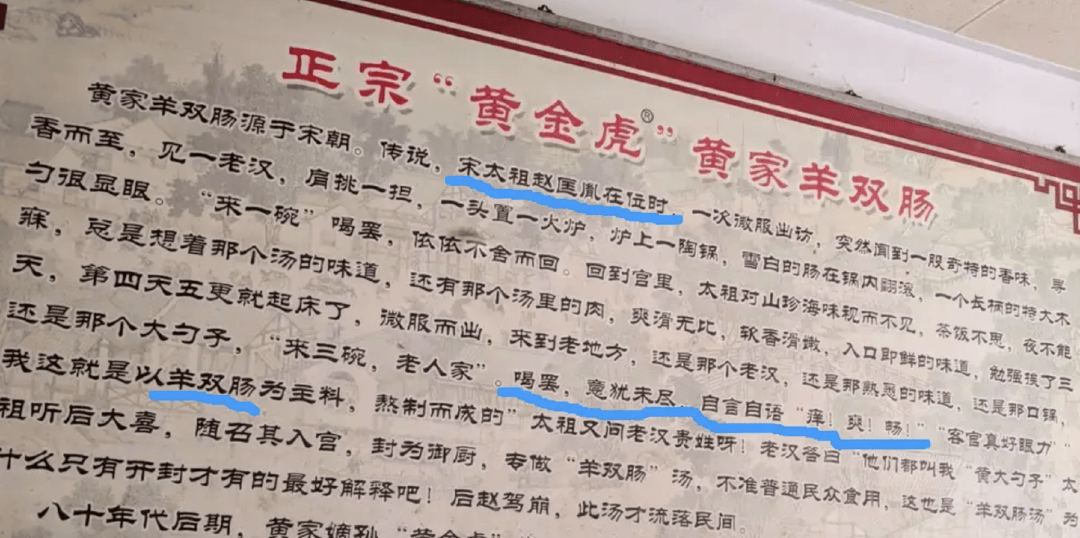 正宗“黄金虎®”黄家羊双肠
黄家羊双肠源于宋朝。传说，宋太祖赵匡胤在位时，一次微服出访，突然闻到一股奇特的香味，寻
香而至，见一老汉，肩挑一担，一头置一火炉，炉上一陶锅，雪白的肠在锅内翻滚，一个长柄的特大木
勺很显眼。“来一碗”喝罢，依依不舍而回。回到宫里，太祖对山珍海味视而不见，茶饭不思，夜不能
寐，总是想着那个汤的味道，还有那个汤里的肉，爽滑无比，软香滑嫩，入口即鲜的味道，勉强挨了三
天，第四天五更就起床了，微服而出，来到老地方，还是那个老汉，还是那熟悉的味道，还是那口锅，
还是那个大勺子，“来三碗，老人家”。喝罢，意犹未尽，自言自语“痒！爽！畅！”“客官真好眼力”“
我这就是以羊双肠为主料，熬制而成的”太祖又问老汉贵姓呀！老汉答曰“他们都叫我“黄大勺子”太
祖听后大喜，随召其入宫，封为御厨，专做“羊双肠”汤，不准普通民众食用，这也是“羊双肠汤”为
什么只有开封才有的最好解释吧！后赵驾崩，此汤才流落民间。
八十年代后期，黄家嫡孙“黄金虎”